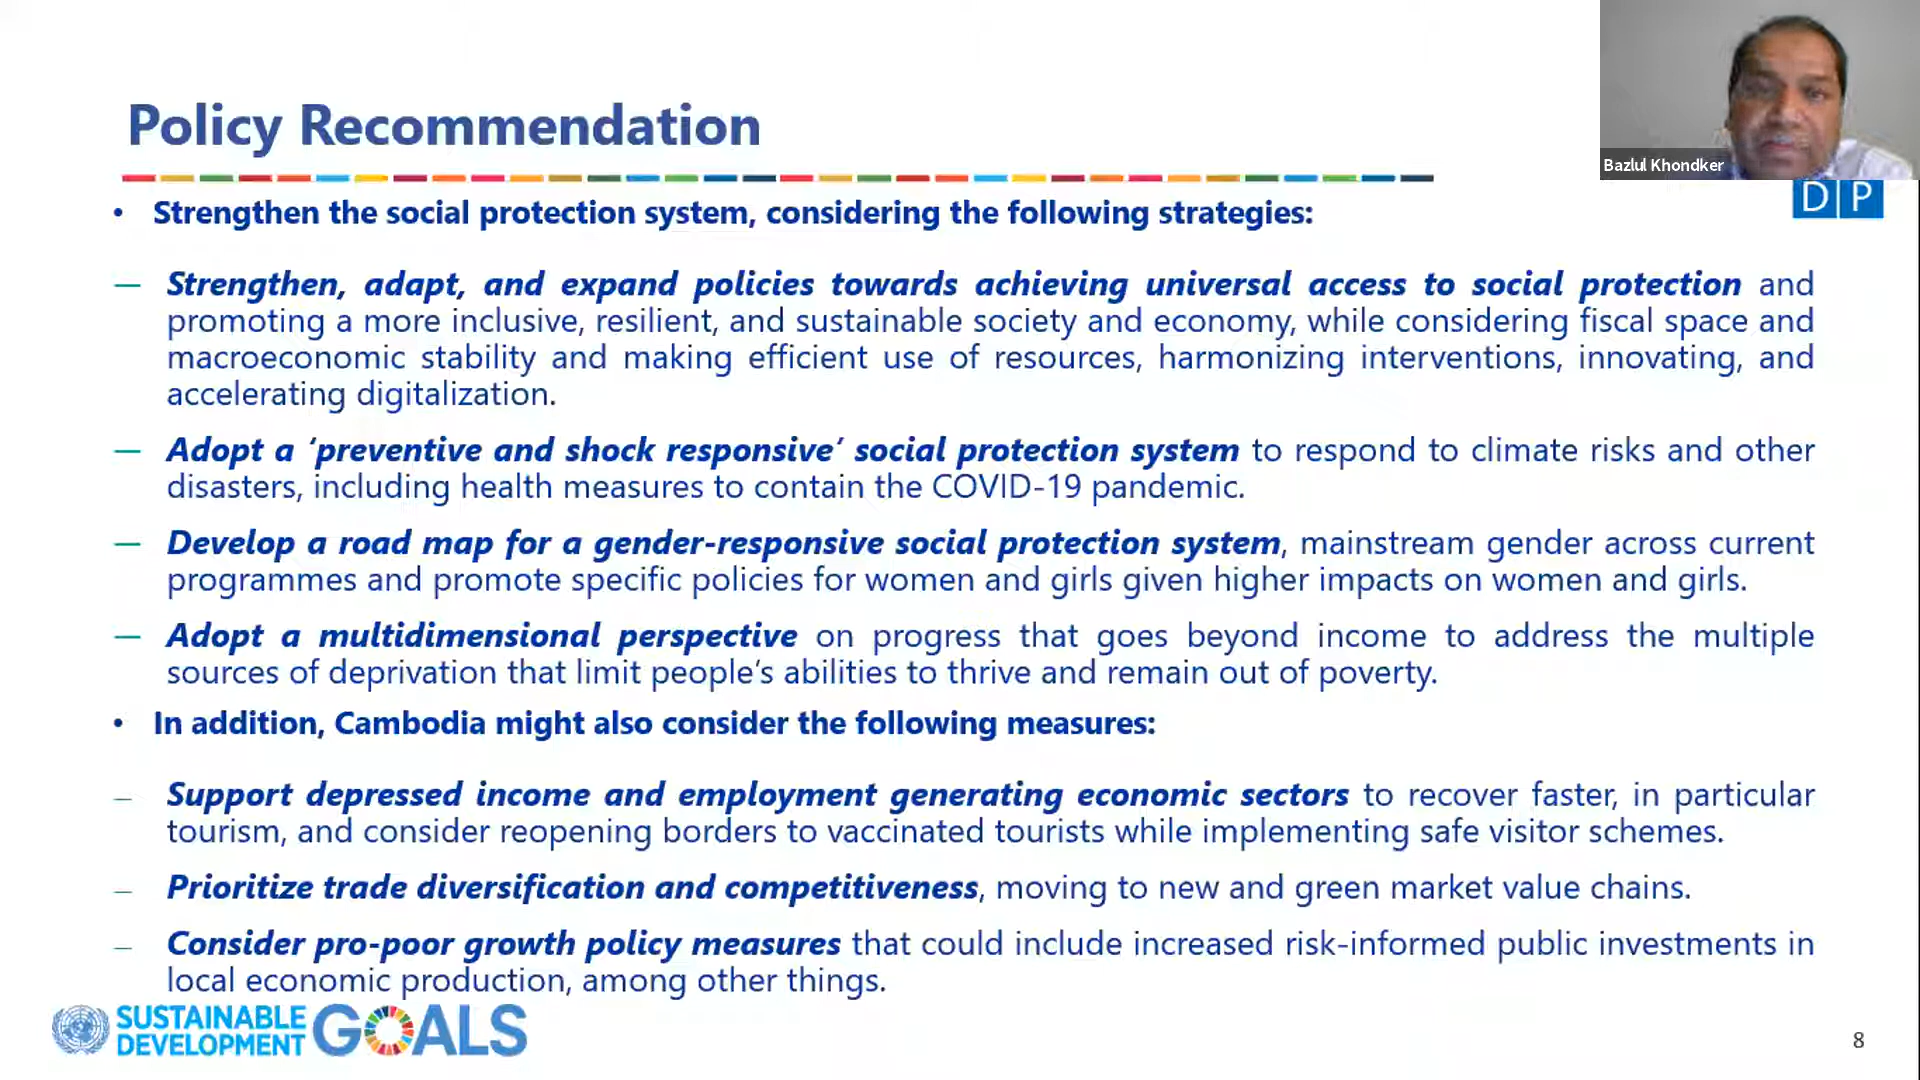 Policy Recommendation
Bazlul Khondker
D P
• Strengthen the social protection system, considering the following strategies:
— Strengthen, adapt, and expand policies towards achieving universal access to social protection and
promoting a more inclusive, resilient, and sustainable society and economy, while considering fiscal space and
macroeconomic stability and making efficient use of resources, harmonizing interventions, innovating, and
accelerating digitalization.
— Adopt a ‘preventive and shock responsive’ social protection system to respond to climate risks and other
disasters, including health measures to contain the COVID-19 pandemic.
— Develop a road map for a gender-responsive social protection system, mainstream gender across current
programmes and promote specific policies for women and girls given higher impacts on women and girls.
— Adopt a multidimensional perspective on progress that goes beyond income to address the multiple
sources of deprivation that limit people’s abilities to thrive and remain out of poverty.
• In addition, Cambodia might also consider the following measures:
– Support depressed income and employment generating economic sectors to recover faster, in particular
tourism, and consider reopening borders to vaccinated tourists while implementing safe visitor schemes.
– Prioritize trade diversification and competitiveness, moving to new and green market value chains.
– Consider pro-poor growth policy measures that could include increased risk-informed public investments in
local economic production, among other things.
SUSTAINABLE
DEVELOPMENT
GOALS
8